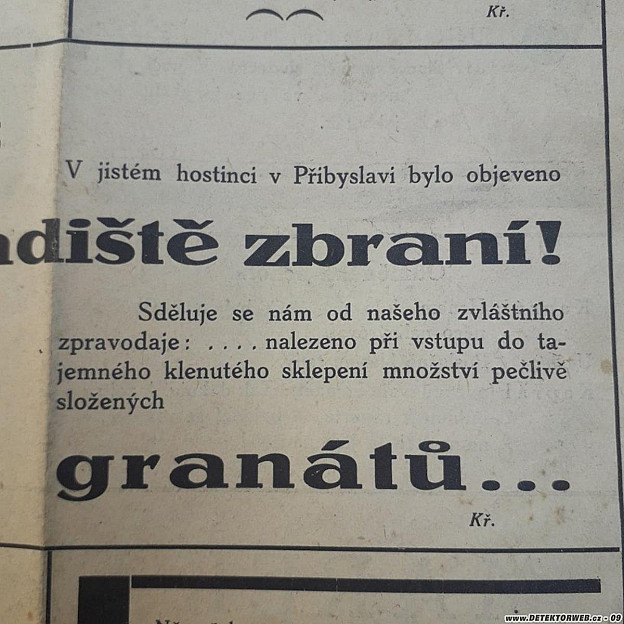 Kř.
V jistém hostinci v Přibyslavi bylo objeveno
diště zbraní!
Sděluje se nám od našeho zvláštního
zpravodaje: .... nalezeno při vstupu do ta-
jemného klenutého sklepení množství pečlivě
složených
granátů...
Kř.
www.DETEKTORWEB.cz - 09